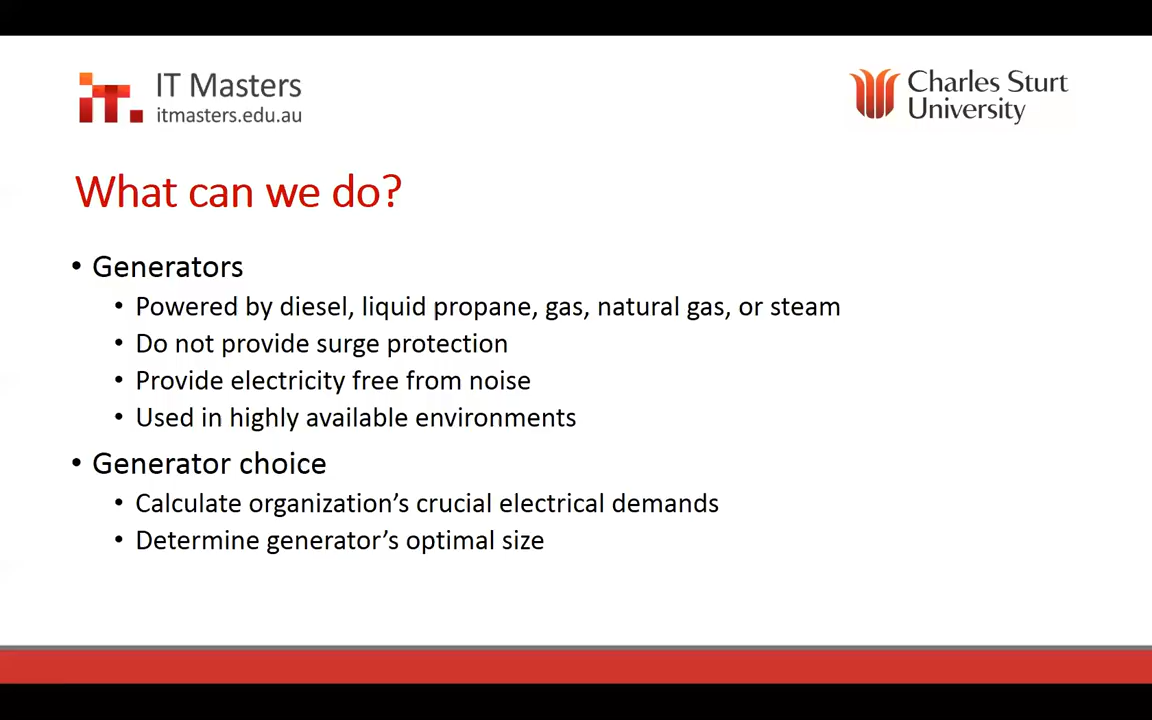 IT Masters
itmasters.edu.au
Charles Sturt
University
What can we do?
• Generators
• Powered by diesel, liquid propane, gas, natural gas, or steam
• Do not provide surge protection
• Provide electricity free from noise
• Used in highly available environments
• Generator choice
• Calculate organization’s crucial electrical demands
• Determine generator’s optimal size